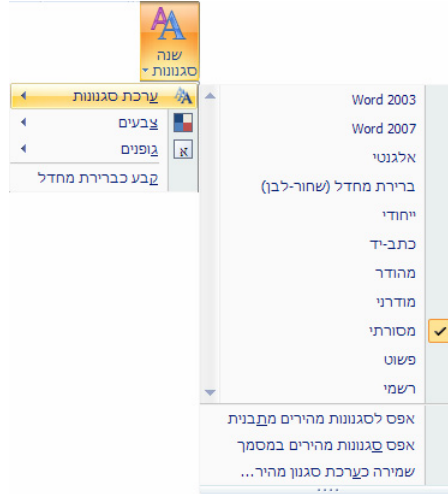 שנה
סגנונות
ערכת סגנונות
צבעים
גופנים
קבע כברירת מחדל
Word 2003
Word 2007
אלגנטי
ברירת מחדל (שחור-לבן)
ייחודי
כתב-יד
מהודר
מודרני
מסורתי
פשוט
רשמי
אפס לסגנונות מהירים מתבנית
אפס סגנונות מהירים במסמך
שמירה כערכת סגנון מהיר...